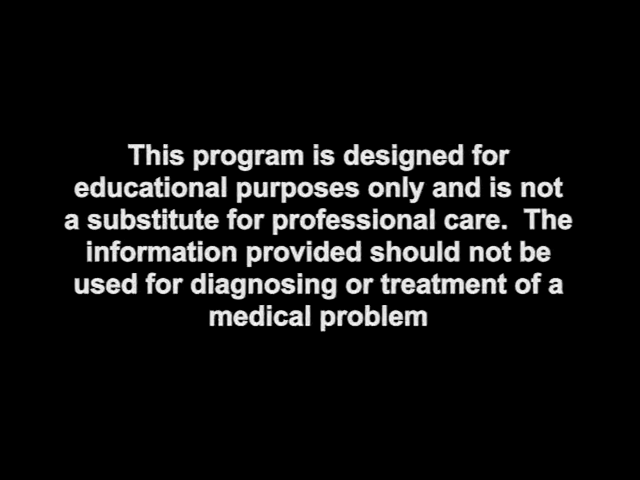 This program is designed for
educational purposes only and is not
a substitute for professional care.  The
information provided should not be
used for diagnosing or treatment of a
medical problem